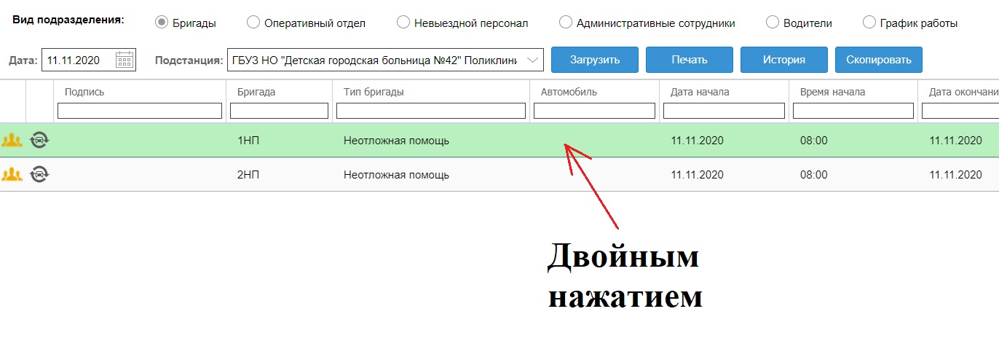 Вид подразделения: Бригады Оперативный отдел Невыездной персонал Административные сотрудники Водители График работы
Дата: 11.11.2020 Подстанция: ГБУЗ НО "Детская городская больница №42" Поликлини Загрузить Печать История Скопировать
Подпись Бригада Тип бригады Автомобиль Дата начала Время начала Дата окончани
1НП Неотложная помощь 11.11.2020 08:00 11.11.2020
2НП Неотложная помощь 11.11.2020 08:00 11.11.2020
Двойным
нажатием